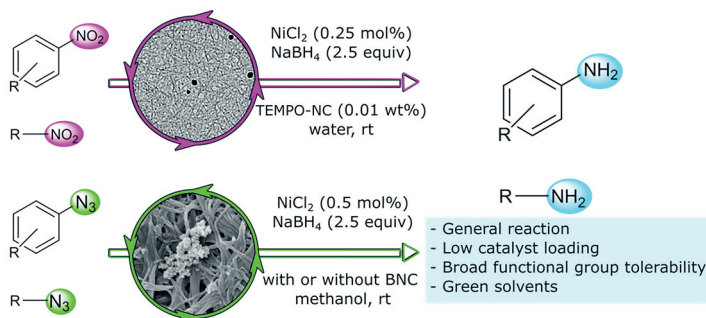 NO2
R
R NO2
NiCl2 (0.25 mol%)
NaBH4 (2.5 equiv)
TEMPO-NC (0.01 wt%)
water, rt
NH2
R
N3
R
R N3
NiCl2 (0.5 mol%)
NaBH4 (2.5 equiv)
with or without BNC
methanol, rt
R NH2
- General reaction
- Low catalyst loading
- Broad functional group tolerability
- Green solvents